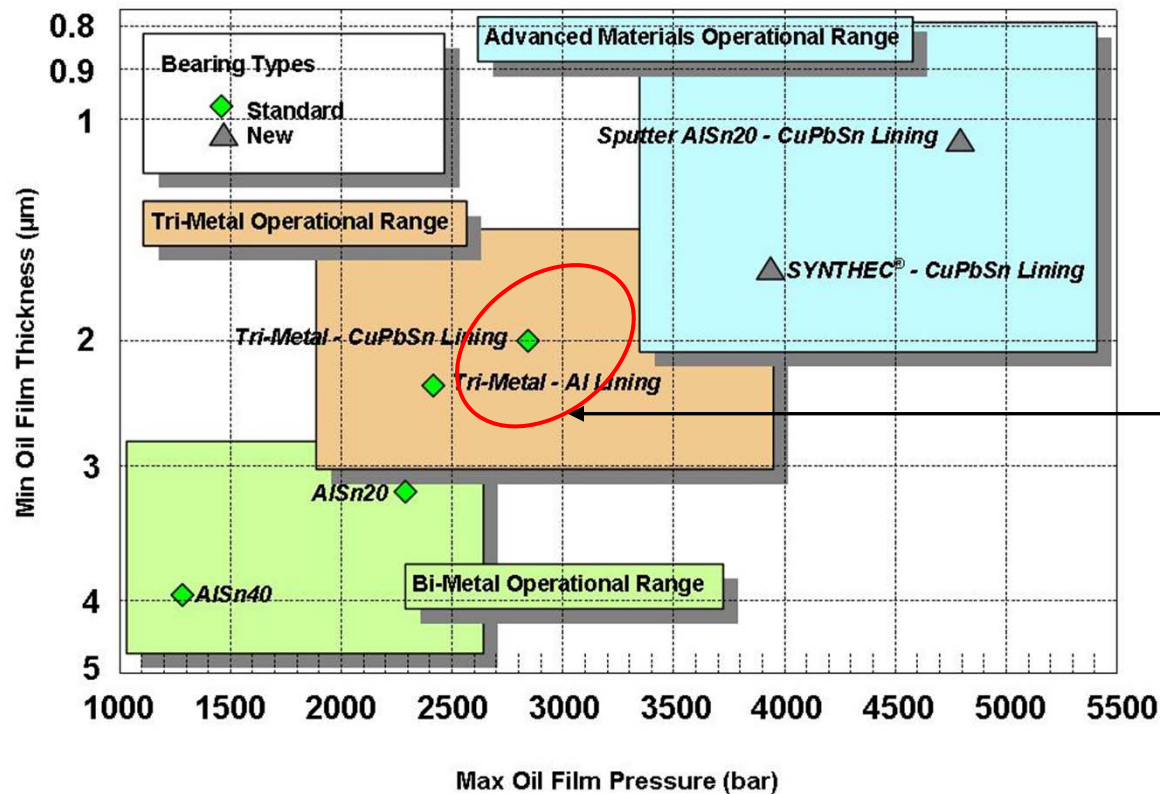 0.8
0.9
1
2
3
4
5
Min Oil Film Thickness (µm)
Bearing Types
Standard
New
Advanced Materials Operational Range
Sputter AlSn20 - CuPbSn Lining
Tri-Metal Operational Range
SYNTHEC® - CuPbSn Lining
Tri-Metal - CuPbSn Lining
Tri-Metal - Al Lining
AlSn20
Bi-Metal Operational Range
AlSn40
1000 1500 2000 2500 3000 3500 4000 4500 5000 5500
Max Oil Film Pressure (bar)